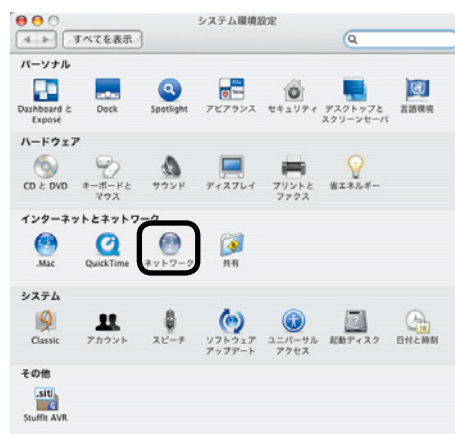 システム環境設定
すべてを表示
パーソナル
Dashboard と Exposé
Dock
Spotlight
アピアランス
セキュリティ
デスクトップと スクリーンセーバ
言語環境
ハードウェア
CD と DVD
キーボードと マウス
サウンド
ディスプレイ
プリントと ファクス
省エネルギー
インターネットとネットワーク
.Mac
QuickTime
ネットワーク
共有
システム
Classic
アカウント
スピーチ
ソフトウェア アップデート
ユニバーサル アクセス
起動ディスク
日付と時刻
その他
.sit
StuffIt AVR